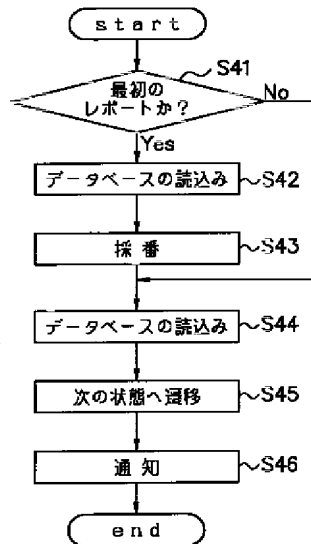 start
S41
最初の
レポートか?
No
Yes
データベースの読込み
S42
採番
S43
データベースの読込み
S44
次の状態へ遷移
S45
通知
S46
end